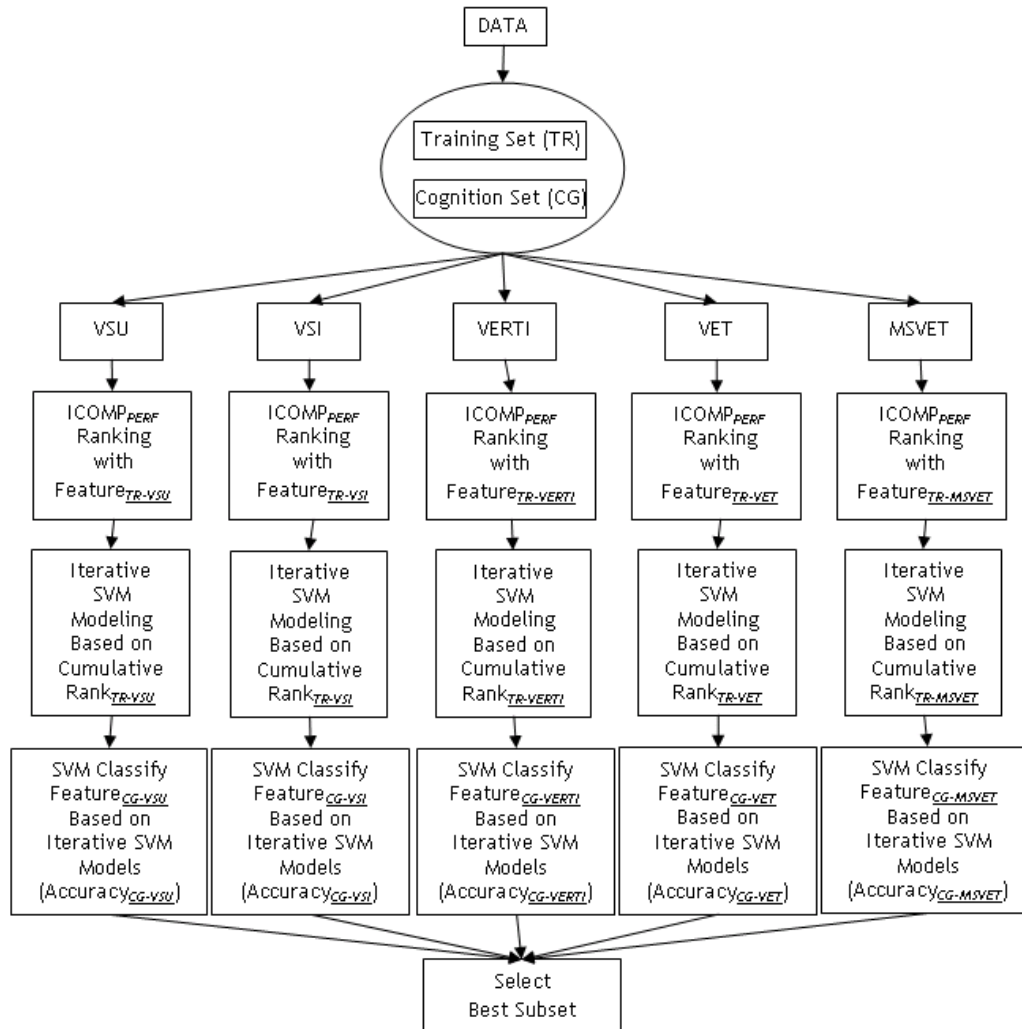 DATA
Training Set (TR)
Cognition Set (CG)
VSU
VSI
VERTI
VET
MSVET
ICOMPPERF
Ranking
with
FeatureTR-VSU
ICOMPPERF
Ranking
with
FeatureTR-VSI
ICOMPPERF
Ranking
with
FeatureTR-VERTI
ICOMPPERF
Ranking
with
FeatureTR-VET
ICOMPPERF
Ranking
with
FeatureTR-MSVET
Iterative
SVM
Modeling
Based on
Cumulative
RankTR-VSU
Iterative
SVM
Modeling
Based on
Cumulative
RankTR-VSI
Iterative
SVM
Modeling
Based on
Cumulative
RankTR-VERTI
Iterative
SVM
Modeling
Based on
Cumulative
RankTR-VET
Iterative
SVM
Modeling
Based on
Cumulative
RankTR-MSVET
SVM Classify
FeatureCG-VSU
Based on
Iterative SVM
Models
(AccuracyCG-VSU)
SVM Classify
FeatureCG-VSI
Based on
Iterative SVM
Models
(AccuracyCG-VSI)
SVM Classify
FeatureCG-VERTI
Based on
Iterative SVM
Models
(AccuracyCG-VERTI)
SVM Classify
FeatureCG-VET
Based on
Iterative SVM
Models
(AccuracyCG-VET)
SVM Classify
FeatureCG-MSVET
Based on
Iterative SVM
Models
(AccuracyCG-MSVET)
Select
Best Subset